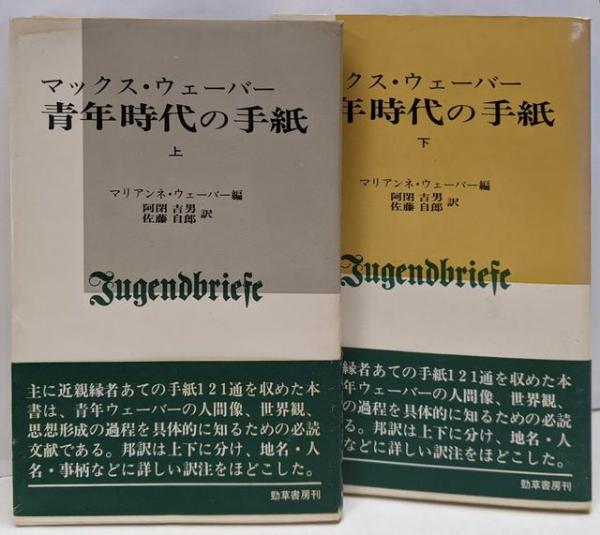 マックス・ウェーバー
青年時代の手紙
上
マリアンネ・ウェーバー編
阿閉吉男
佐藤自郎
訳
Jugendbriefe
主に近親縁者あての手紙121通を収めた本
書は、青年ウェーバーの人間像、世界観、
思想形成の過程を具体的に知るための必読
文献である。邦訳は上下に分け、地名・人
名・事柄などに詳しい訳注をほどこした。
勁草書房刊
クス・ウェーバー
年時代の手紙
下
マリアンネ・ウェーバー編
阿閉吉男
佐藤自郎
訳
Jugendbriefe
縁者あての手紙121通を収めた本
年ウェーバーの人間像、世界観、
の過程を具体的に知るための必読
る。邦訳は上下に分け、地名・人
などに詳しい訳注をほどこした。
勁草書房刊